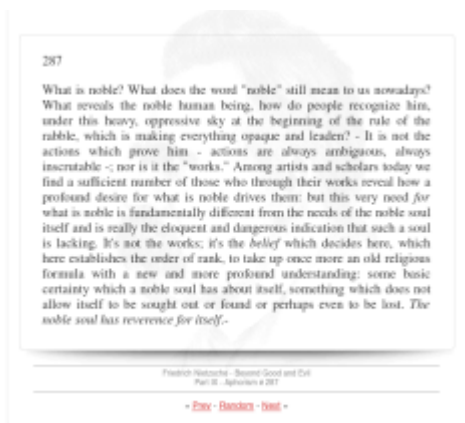 287
What is noble? What does the word "noble" still mean to us nowadays?
What reveals the noble human being, how do people recognize him,
under this heavy, oppressive sky at the beginning of the rule of the
rabble, which is making everything opaque and leaden? - It is not the
actions which prove him - actions are always ambiguous, always
inscrutable -; nor is it the "works." Among artists and scholars today we
find a sufficient number of those who through their works reveal how a
profound desire for what is noble drives them: but this very need for
what is noble is fundamentally different from the needs of the noble soul
itself and is really the eloquent and dangerous indication that such a soul
is lacking. It's not the works; it's the belief which decides here, which
here establishes the order of rank, to take up once more an old religious
formula with a new and more profound understanding: some basic
certainty which a noble soul has about itself, something which does not
allow itself to be sought out or found or perhaps even to be lost. The
noble soul has reverence for itself.-
Friedrich Nietzsche - Beyond Good and Evil
Part IX - Aphorism # 287
« Prev - Random - Next »